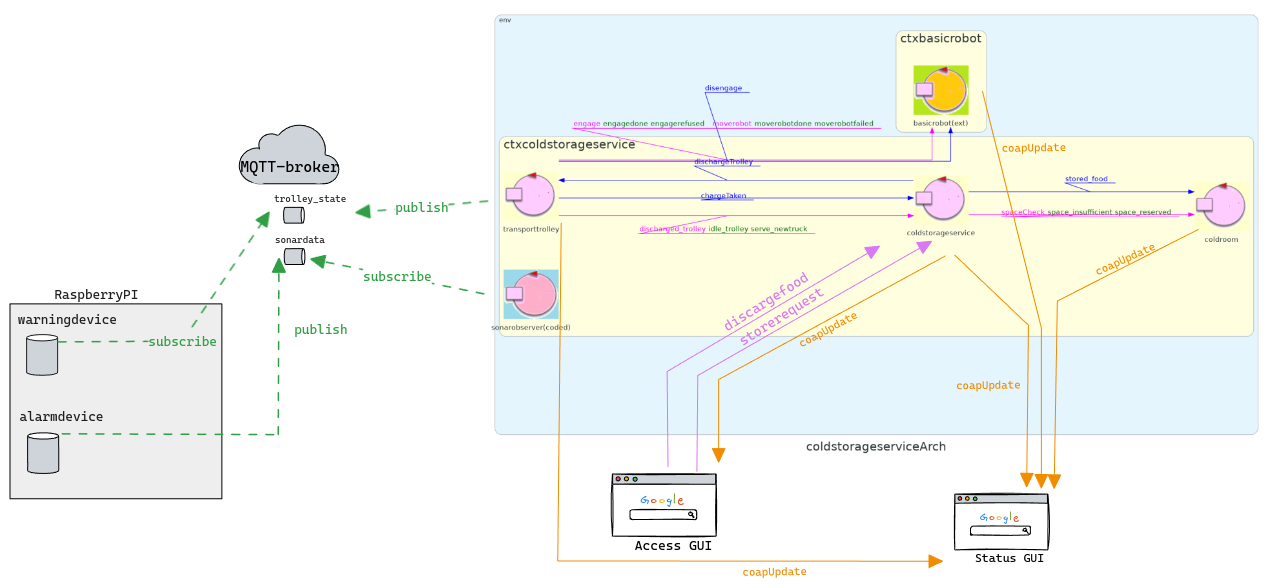 env
ctxbasicrobot
disengage
basicrobot(ext)
engage engagedone engagerefused moverobot moverobotdone moverobotfailed
coapUpdate
ctxcoldstorageservice
MQTT-broker
dischargeTrolley
stored_food
chargeTaken
trolley_state
publish
spaceCheck space_insufficient space_reserved
discharged_trolley idle_trolley serve_newtruck
transporttrolley
coldstorageservice
coldroom
sonardata
coapUpdate
subscribe
RaspberryPI
discargefood
storerequest
warningdevice
sonarobserver(coded)
publish
coapUpdate
subscribe
coapUpdate
alarmdevice
coldstorageserviceArch
Google
Google
Access GUI
Status GUI
coapUpdate